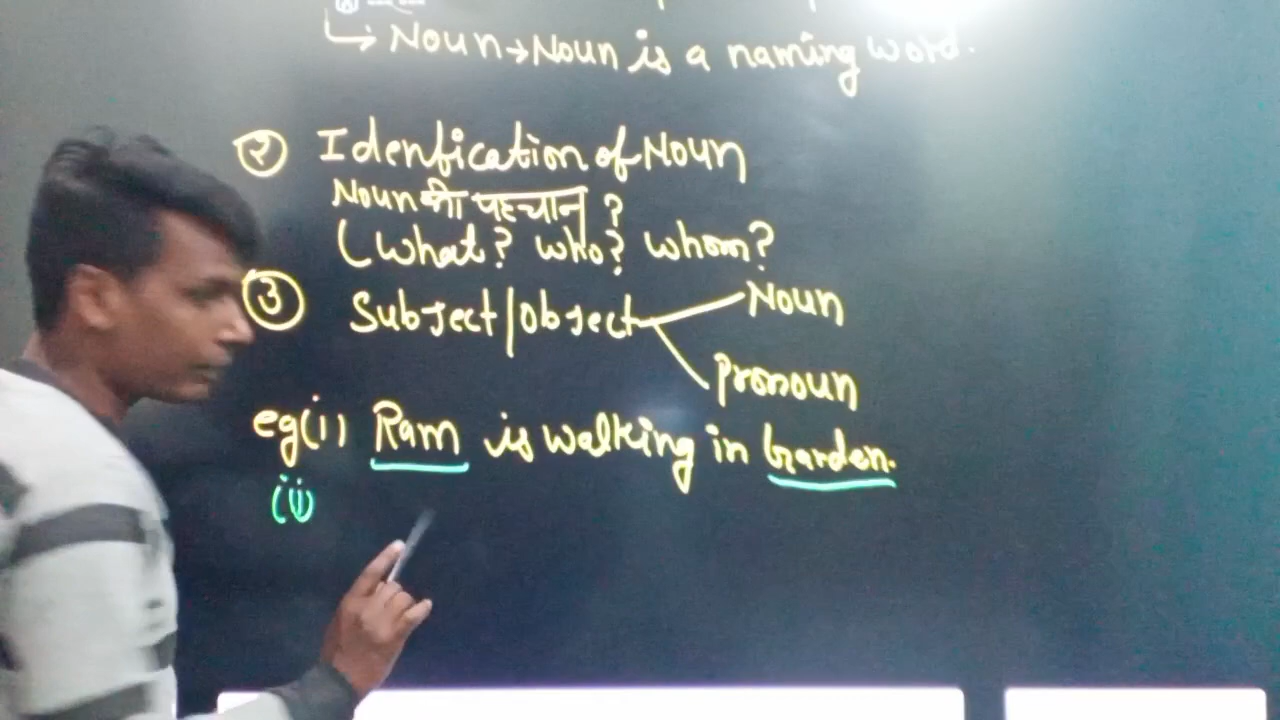 ↳ Noun → Noun is a naming word.
② Idenfication of Noun
Noun की पहचान ?
(What? who? whom?
③ Subject/Object
Noun
Pronoun
eg(i) Ram is walking in Garden.
(ii)